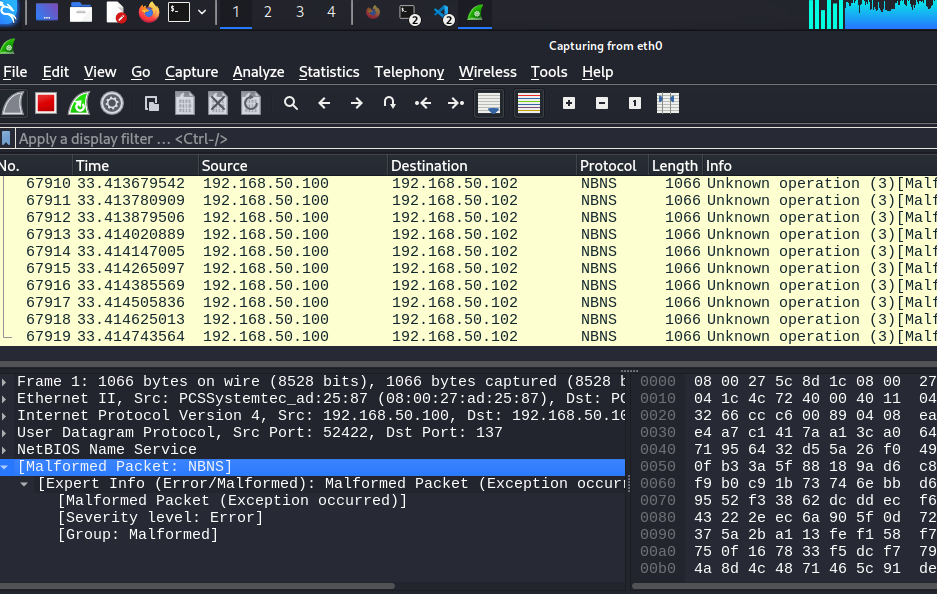 1 2 3 4 2 2
Capturing from eth0
File Edit View Go Capture Analyze Statistics Telephony Wireless Tools Help
Apply a display filter … <Ctrl-/>
No. Time Source Destination Protocol Length Info
67910 33.413679542 192.168.50.100 192.168.50.102 NBNS 1066 Unknown operation (3)[Malf
67911 33.413780909 192.168.50.100 192.168.50.102 NBNS 1066 Unknown operation (3)[Malf
67912 33.413879506 192.168.50.100 192.168.50.102 NBNS 1066 Unknown operation (3)[Malf
67913 33.414020889 192.168.50.100 192.168.50.102 NBNS 1066 Unknown operation (3)[Malf
67914 33.414147005 192.168.50.100 192.168.50.102 NBNS 1066 Unknown operation (3)[Malf
67915 33.414265097 192.168.50.100 192.168.50.102 NBNS 1066 Unknown operation (3)[Malf
67916 33.414385569 192.168.50.100 192.168.50.102 NBNS 1066 Unknown operation (3)[Malf
67917 33.414505836 192.168.50.100 192.168.50.102 NBNS 1066 Unknown operation (3)[Malf
67918 33.414625013 192.168.50.100 192.168.50.102 NBNS 1066 Unknown operation (3)[Malf
67919 33.414743564 192.168.50.100 192.168.50.102 NBNS 1066 Unknown operation (3)[Malf
Frame 1: 1066 bytes on wire (8528 bits), 1066 bytes captured (8528 b
Ethernet II, Src: PCSSystemtec_ad:25:87 (08:00:27:ad:25:87), Dst: PC
Internet Protocol Version 4, Src: 192.168.50.100, Dst: 192.168.50.10
User Datagram Protocol, Src Port: 52422, Dst Port: 137
NetBIOS Name Service
[Malformed Packet: NBNS]
[Expert Info (Error/Malformed): Malformed Packet (Exception occurr
[Malformed Packet (Exception occurred)]
[Severity level: Error]
[Group: Malformed]
0000 08 00 27 5c 8d 1c 08 00 27
0010 04 1c 4c 72 40 00 40 11 04
0020 32 66 cc c6 00 89 04 08 ea
0030 e4 a7 c1 41 7a a1 3c a0 64
0040 71 95 64 32 d5 5a 26 f0 49
0050 0f b3 3a 5f 88 18 9a d6 c8
0060 f9 b0 c9 1b 73 74 6e bb d6
0070 95 52 f3 38 62 dc dd ec f6
0080 43 22 2e ec 6a 90 5f 0d 72
0090 37 5a 2b a1 13 fe f1 58 f7
00a0 75 0f 16 78 33 f5 dc f7 79
00b0 4a 8d 4c 48 71 46 5c 91 de